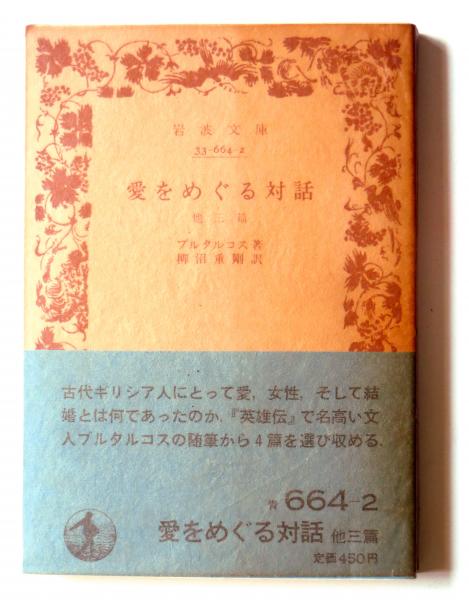 岩波文庫
33-664-2
愛をめぐる対話
他三篇
プルタルコス著
柳沼重剛訳
古代ギリシア人にとって愛，女性，そして結
婚とは何であったのか.『英雄伝』で名高い文
人プルタルコスの随筆から4篇を選び収める.
青 664-2
愛をめぐる対話 他三篇
定価450円